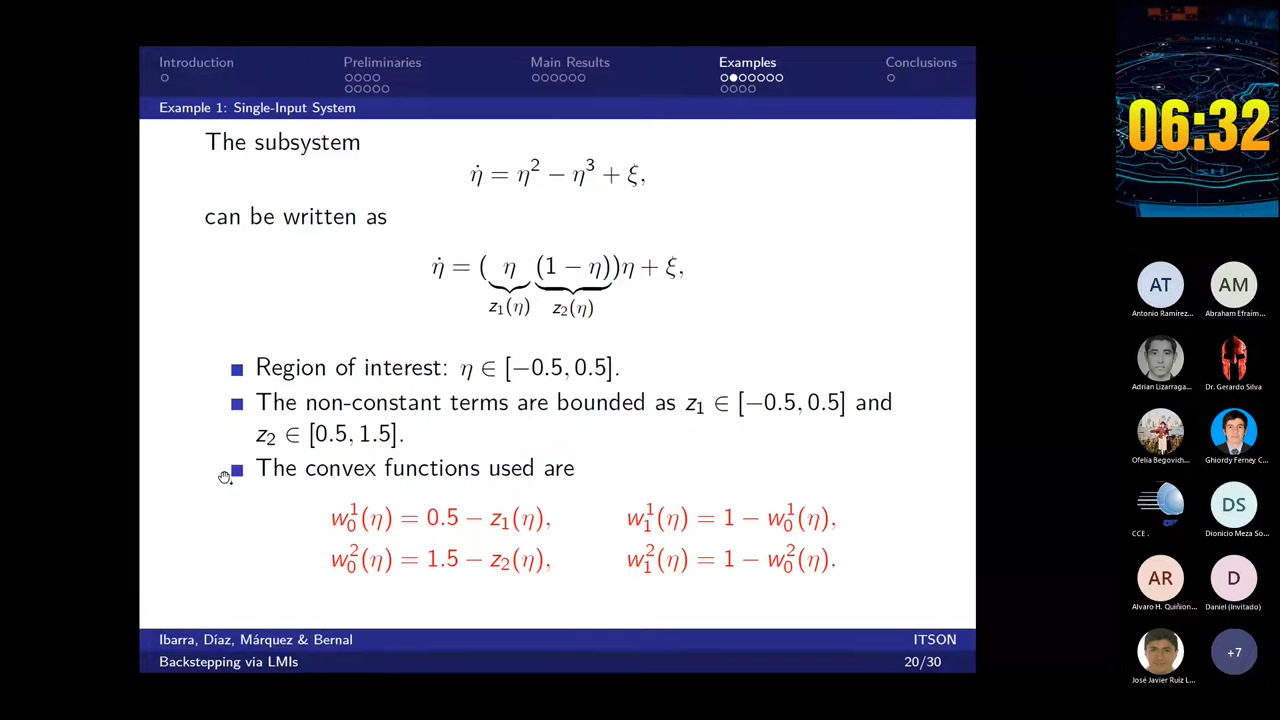 Introduction
Preliminaries
Main Results
Examples
Conclusions
Example 1: Single-Input System
The subsystem
η̇ = η² − η³ + ξ,
can be written as
η̇ = ( η (1 − η))η + ξ,
z₁(η) z₂(η)
Region of interest: η ∈ [−0.5, 0.5].
The non-constant terms are bounded as z₁ ∈ [−0.5, 0.5] and
z₂ ∈ [0.5, 1.5].
The convex functions used are
w₀¹(η) = 0.5 − z₁(η), w₁¹(η) = 1 − w₀¹(η),
w₀²(η) = 1.5 − z₂(η), w₁²(η) = 1 − w₀²(η).
Ibarra, Díaz, Márquez & Bernal
ITSON
Backstepping via LMIs
20/30
06:32
AT
AM
Antonio Ramírez...
Abraham Efraím...
Adrian Lizarraga...
Dr. Gerardo Silva
Ofelia Begovich...
Ghiordy Ferney C...
DS
CCE .
Dionicio Meza So...
AR
D
Alvaro H. Quiñion...
Daniel (Invitado)
+7
José Javier Ruíz L...